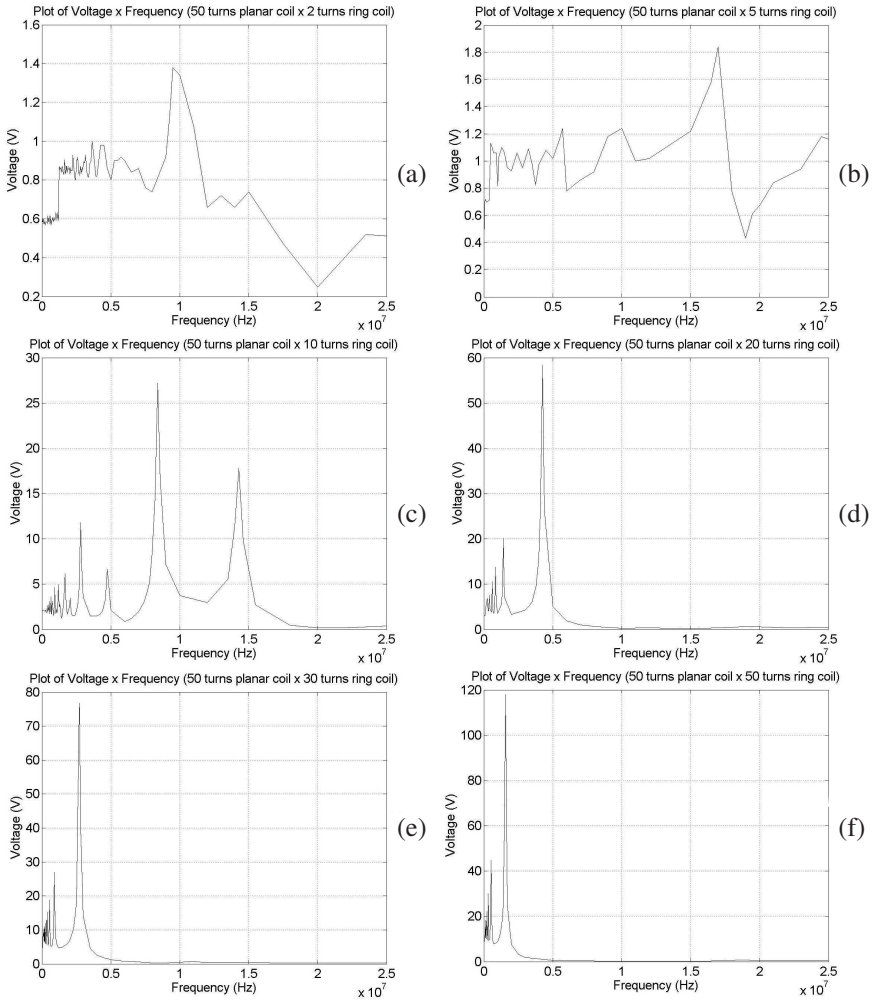 Plot of Voltage x Frequency (50 turns planar coil x 2 turns ring coil)
1.6
1.4
1.2
1
0.8
0.6
0.4
0.2
Voltage (V)
0
0.5
1
1.5
2
2.5
Frequency (Hz)
x 10^7
(a)
Plot of Voltage x Frequency (50 turns planar coil x 5 turns ring coil)
2
1.8
1.6
1.4
1.2
1
0.8
0.6
0.4
0.2
0
Voltage (V)
0
0.5
1
1.5
2
2.5
Frequency (Hz)
x 10^7
(b)
Plot of Voltage x Frequency (50 turns planar coil x 10 turns ring coil)
30
25
20
15
10
5
0
Voltage (V)
0
0.5
1
1.5
2
2.5
Frequency (Hz)
x 10^7
(c)
Plot of Voltage x Frequency (50 turns planar coil x 20 turns ring coil)
60
50
40
30
20
10
0
Voltage (V)
0
0.5
1
1.5
2
2.5
Frequency (Hz)
x 10^7
(d)
Plot of Voltage x Frequency (50 turns planar coil x 30 turns ring coil)
80
70
60
50
40
30
20
10
0
Voltage (V)
0
0.5
1
1.5
2
2.5
Frequency (Hz)
x 10^7
(e)
Plot of Voltage x Frequency (50 turns planar coil x 50 turns ring coil)
120
100
80
60
40
20
0
Voltage (V)
0
0.5
1
1.5
2
2.5
Frequency (Hz)
x 10^7
(f)